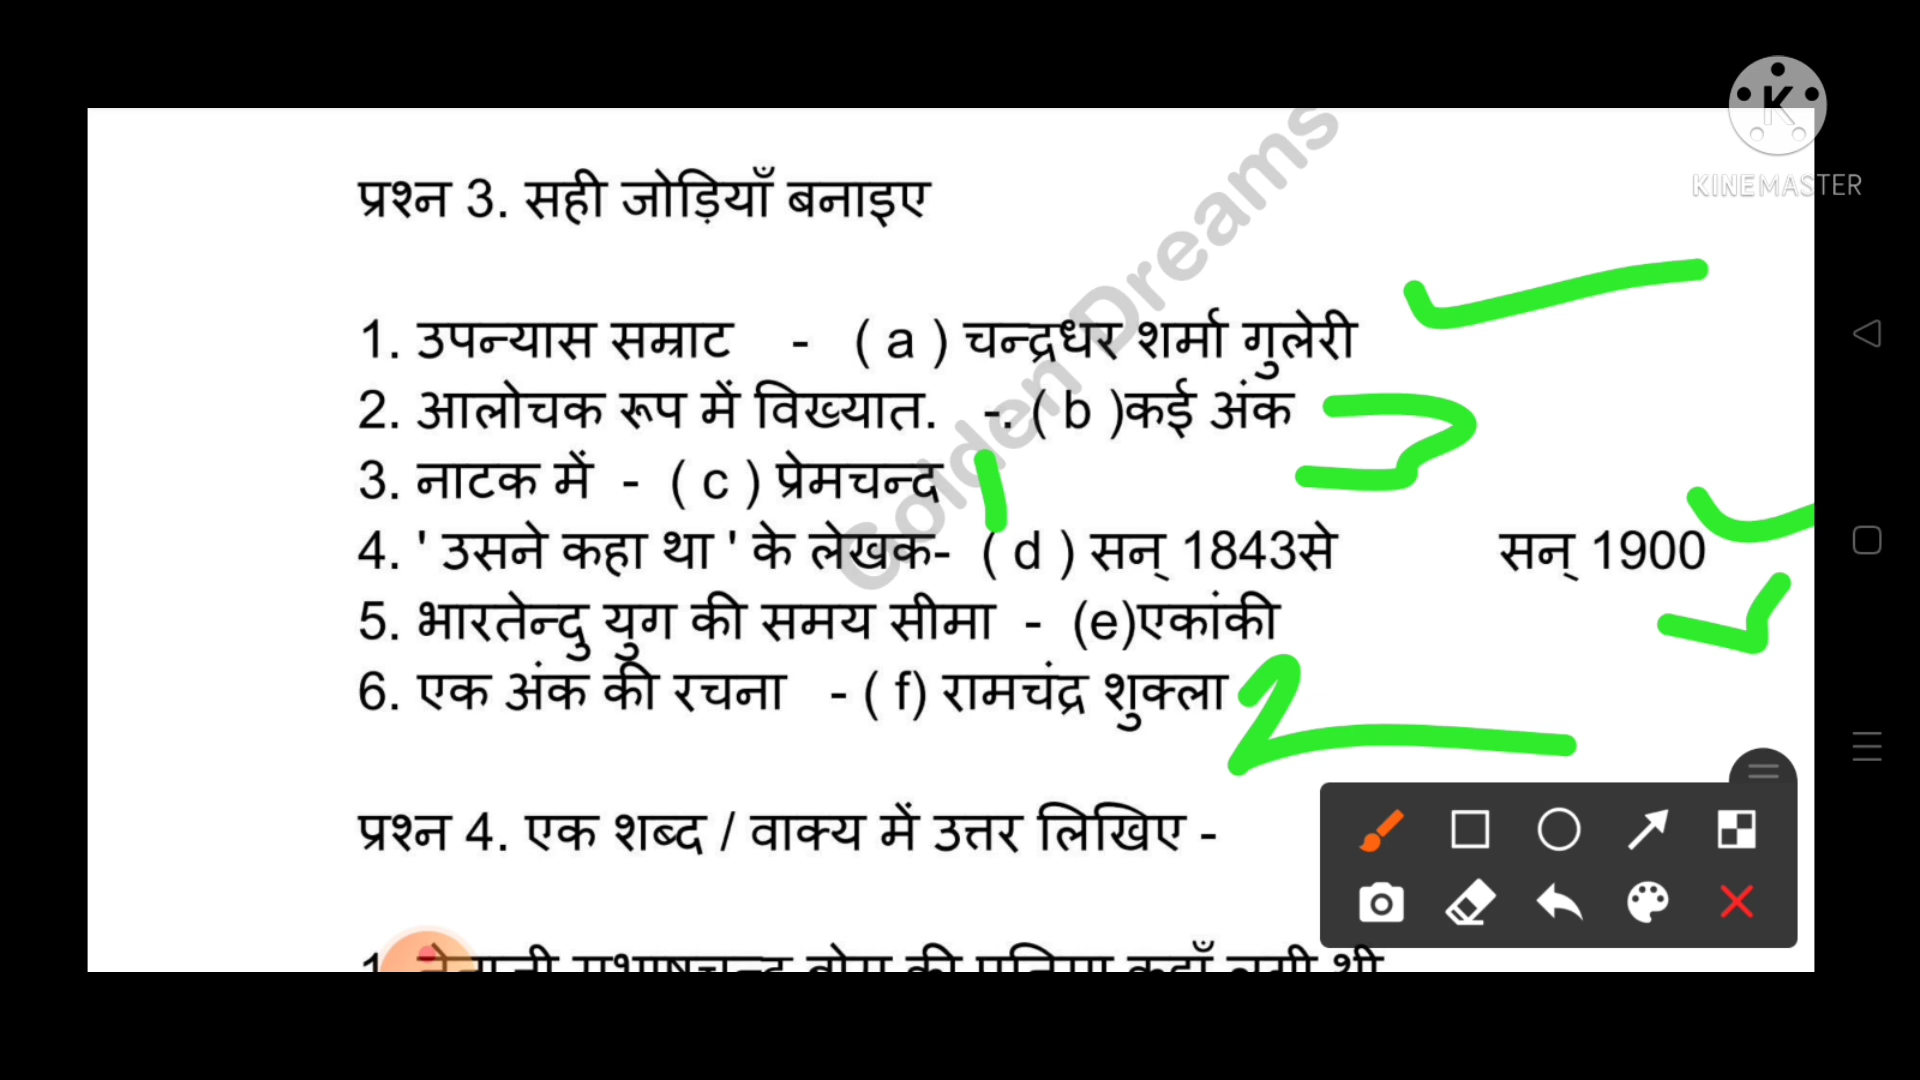 K
KINEMASTER
Golden Dreams
प्रश्न 3. सही जोड़ियाँ बनाइए
1. उपन्यास सम्राट - ( a ) चन्द्रधर शर्मा गुलेरी
2. आलोचक रूप में विख्यात. -. ( b )कई अंक
3. नाटक में - ( c ) प्रेमचन्द 1
4. ' उसने कहा था ' के लेखक- ( d ) सन् 1843से सन् 1900
5. भारतेन्दु युग की समय सीमा - (e)एकांकी
6. एक अंक की रचना - ( f) रामचंद्र शुक्ला 2
प्रश्न 4. एक शब्द / वाक्य में उत्तर लिखिए -